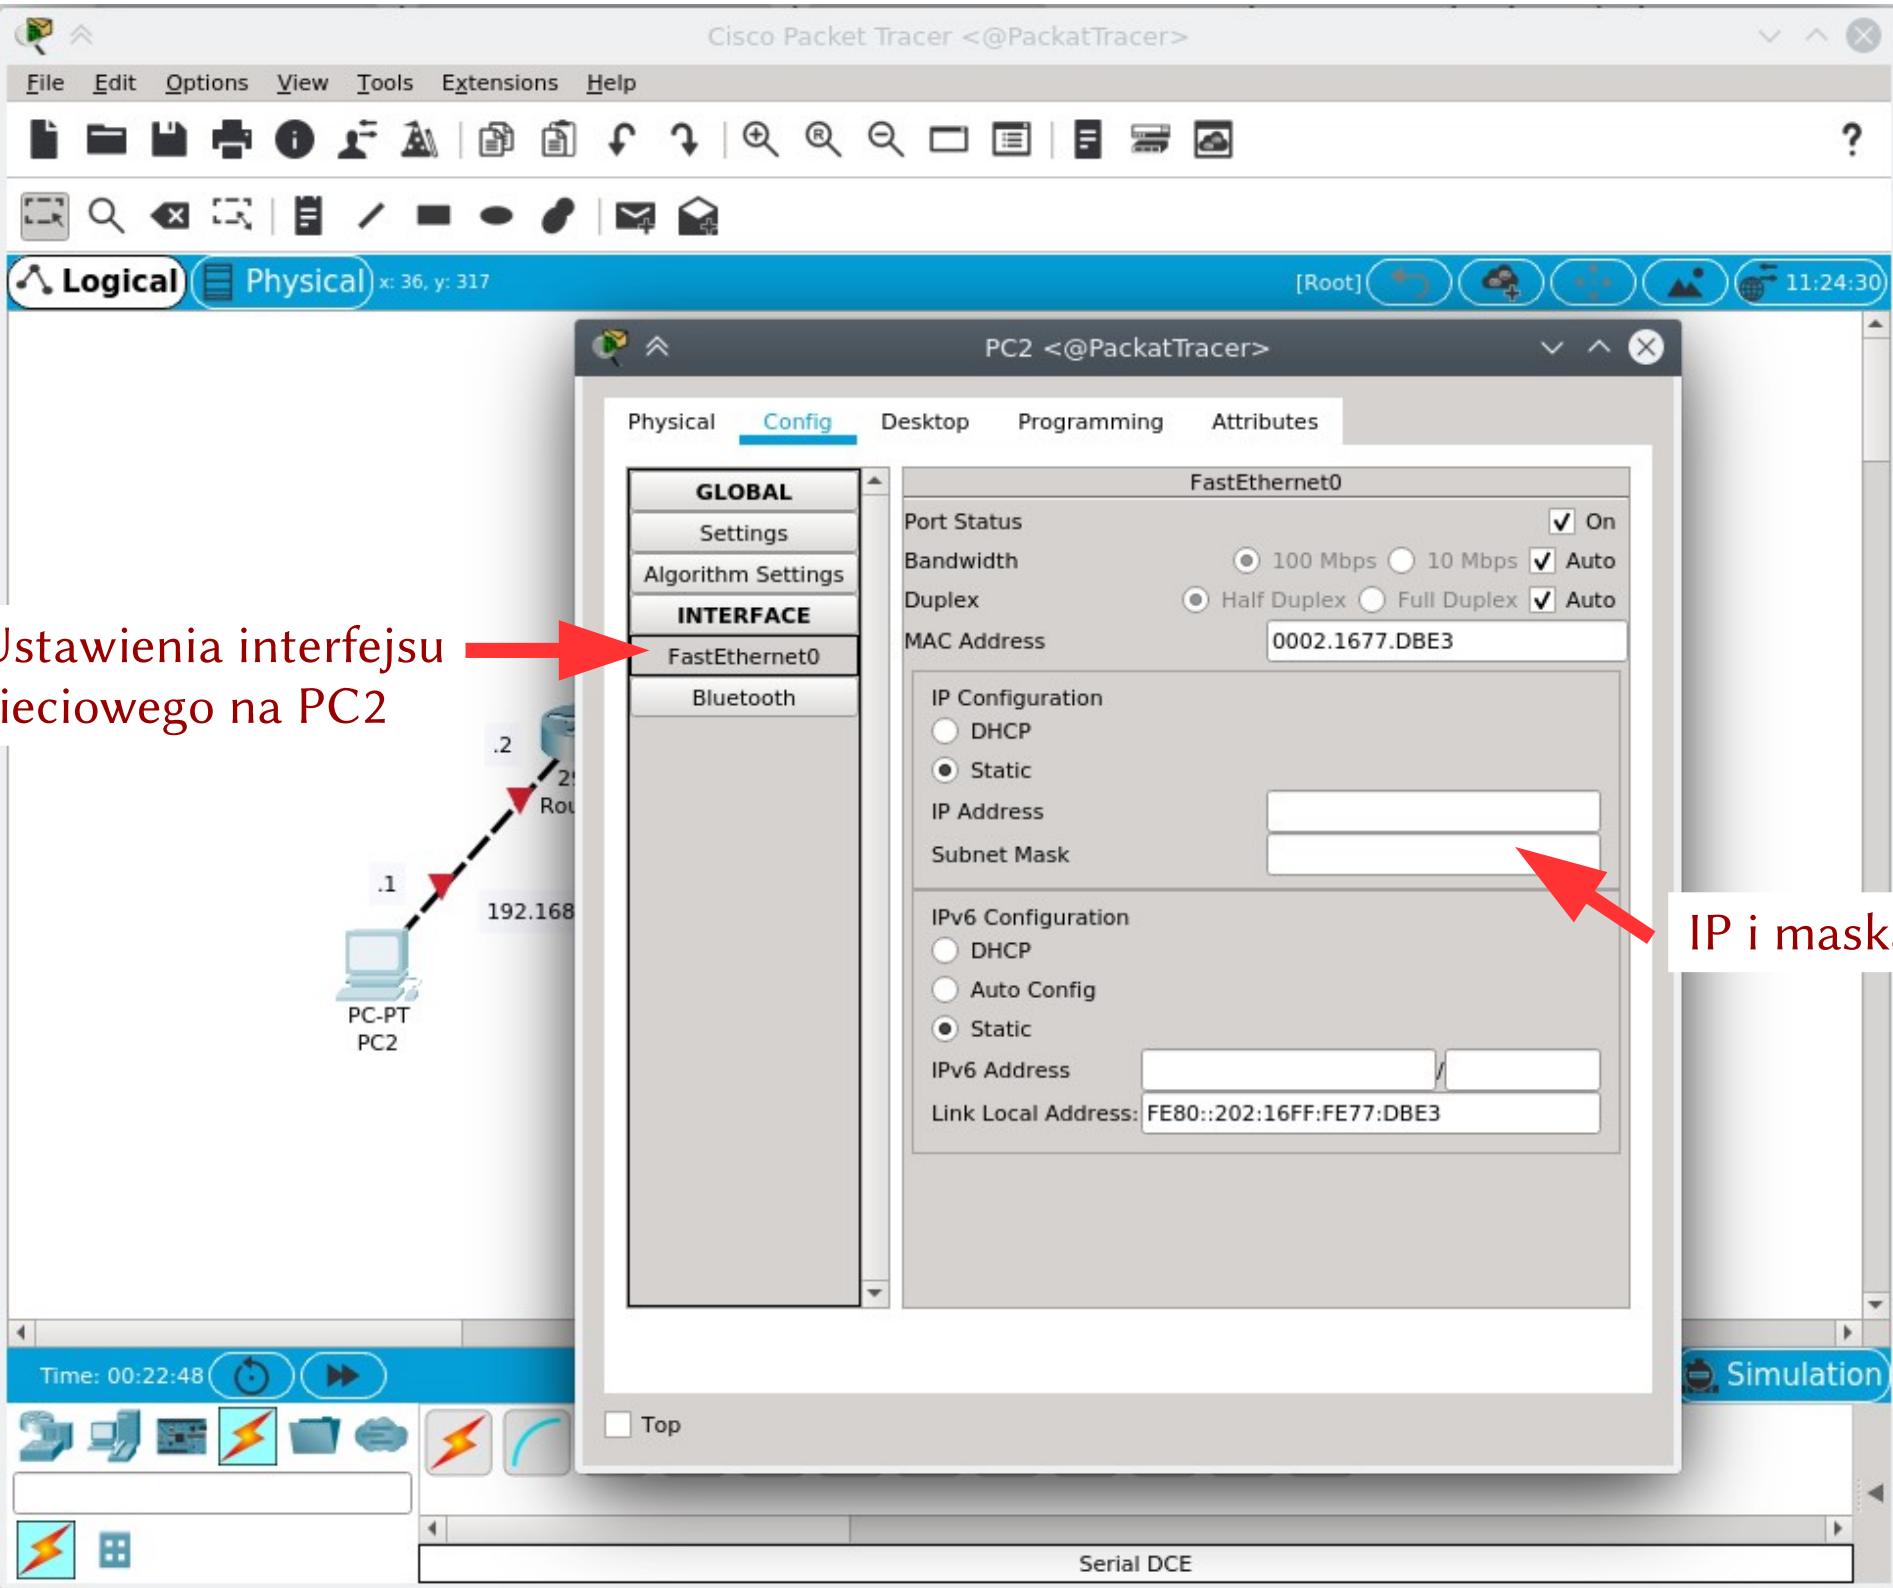 Cisco Packet Tracer <@PackatTracer>
File Edit Options View Tools Extensions Help
Logical Physical x: 36, y: 317 [Root] 11:24:30
PC2 <@PackatTracer>
Physical Config Desktop Programming Attributes
GLOBAL
Settings
Algorithm Settings
INTERFACE
FastEthernet0
Bluetooth
FastEthernet0
Port Status On
Bandwidth 100 Mbps 10 Mbps Auto
Duplex Half Duplex Full Duplex Auto
MAC Address 0002.1677.DBE3
IP Configuration
DHCP
Static
IP Address
Subnet Mask
IPv6 Configuration
DHCP
Auto Config
Static
IPv6 Address /
Link Local Address: FE80::202:16FF:FE77:DBE3
Top
Ustawienia interfejsu
ieciowego na PC2
IP i mask
.2
Rou
.1
192.168
PC-PT
PC2
Time: 00:22:48 Simulation
Serial DCE